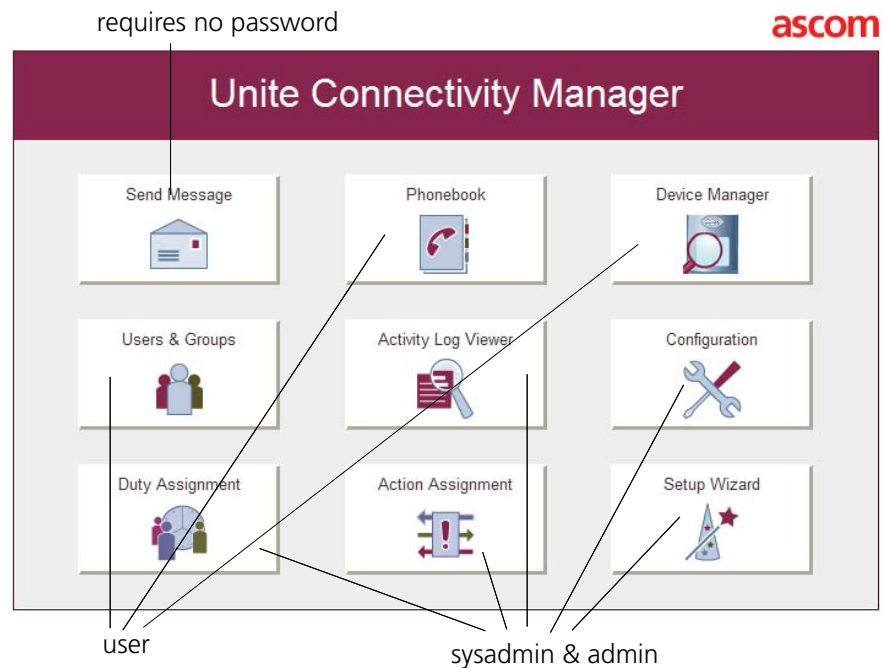 requires no password
ascom
Unite Connectivity Manager
Send Message
Phonebook
Device Manager
Users & Groups
Activity Log Viewer
Configuration
Duty Assignment
Action Assignment
Setup Wizard
user
sysadmin & admin